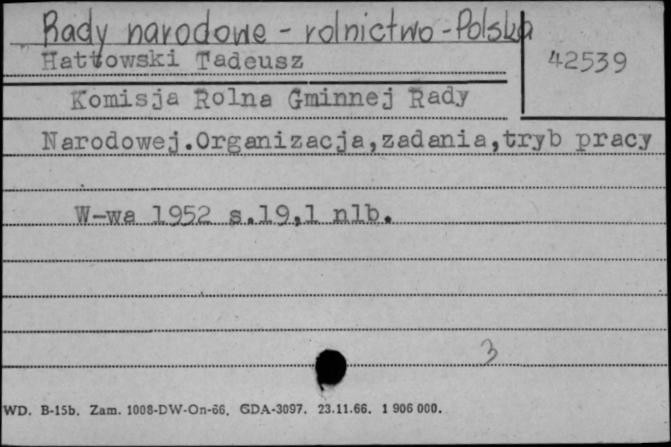 Rady narodowe - rolnictwo - Polska
Hattowski Tadeusz
42539
Komisja Rolna Gminnej Rady
Narodowej.Organizacja,zadania,tryb pracy
W-wa 1952 s.19,1 nlb.
3
WD. B-15b. Zam. 1008-DW-On-66. GDA-3097. 23.11.66. 1 906 000.